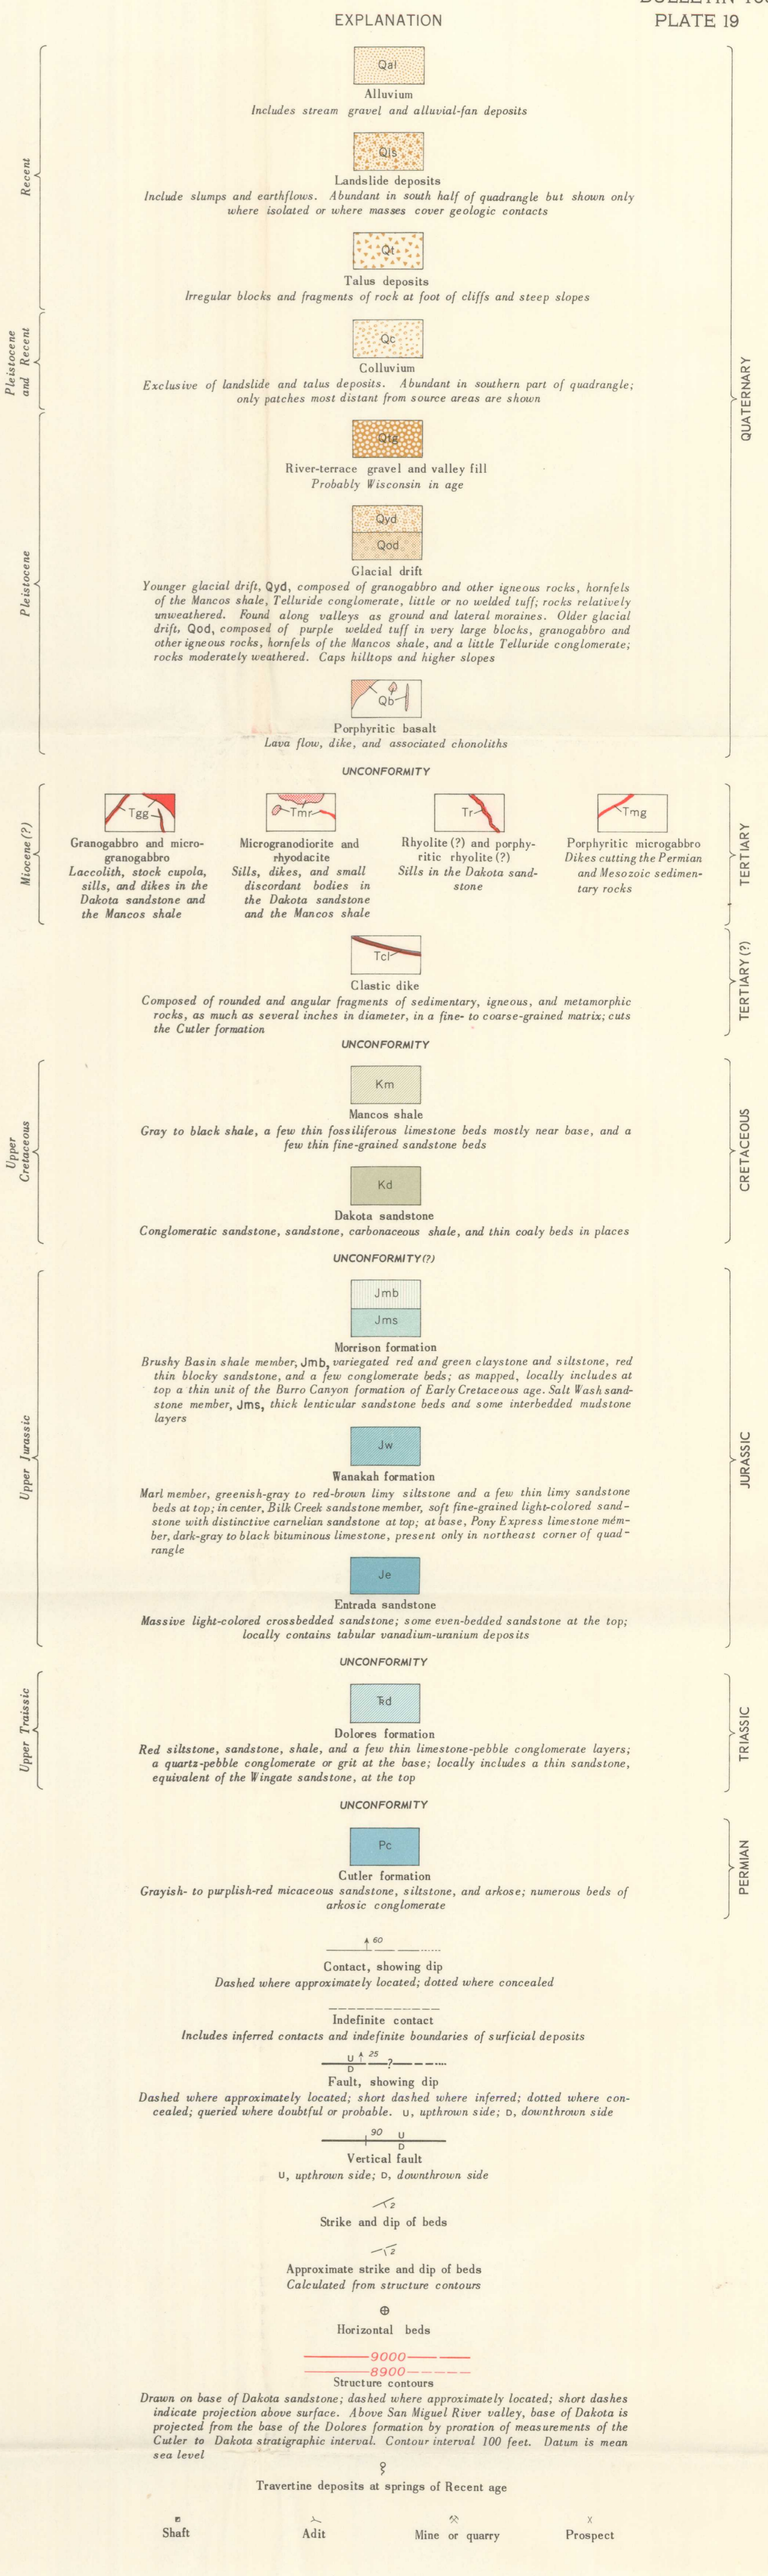 EXPLANATION
PLATE 19
Qal
Alluvium
Includes stream gravel and alluvial-fan deposits
Recent
Qls
Landslide deposits
Include slumps and earthflows. Abundant in south half of quadrangle but shown only
where isolated or where masses cover geologic contacts
Qt
Talus deposits
Irregular blocks and fragments of rock at foot of cliffs and steep slopes
Pleistocene
and Recent
Qc
Colluvium
Exclusive of landslide and talus deposits. Abundant in southern part of quadrangle;
only patches most distant from source areas are shown
QUATERNARY
Qtg
River-terrace gravel and valley fill
Probably Wisconsin in age
Pleistocene
Qyd
Qod
Glacial drift
Younger glacial drift, Qyd, composed of granogabbro and other igneous rocks, hornfels
of the Mancos shale, Telluride conglomerate, little or no welded tuff; rocks relatively
unweathered. Found along valleys as ground and lateral moraines. Older glacial
drift, Qod, composed of purple welded tuff in very large blocks, granogabbro and
other igneous rocks, hornfels of the Mancos shale, and a little Telluride conglomerate;
rocks moderately weathered. Caps hilltops and higher slopes
Qb
Porphyritic basalt
Lava flow, dike, and associated chonoliths
UNCONFORMITY
Miocene(?)
Tgg
Granogabbro and micro-
granogabbro
Laccolith, stock cupola,
sills, and dikes in the
Dakota sandstone and
the Mancos shale
Tmr
Microgranodiorite and
rhyodacite
Sills, dikes, and small
discordant bodies in
the Dakota sandstone
and the Mancos shale
Tr
Rhyolite (?) and porphy-
ritic rhyolite (?)
Sills in the Dakota sand-
stone
Tmg
Porphyritic microgabbro
Dikes cutting the Permian
and Mesozoic sedimen-
tary rocks
TERTIARY
Tcl
Clastic dike
Composed of rounded and angular fragments of sedimentary, igneous, and metamorphic
rocks, as much as several inches in diameter, in a fine- to coarse-grained matrix; cuts
the Cutler formation
TERTIARY(?)
UNCONFORMITY
Upper
Cretaceous
Km
Mancos shale
Gray to black shale, a few thin fossiliferous limestone beds mostly near base, and a
few thin fine-grained sandstone beds
Kd
Dakota sandstone
Conglomeratic sandstone, sandstone, carbonaceous shale, and thin coaly beds in places
CRETACEOUS
UNCONFORMITY(?)
Upper Jurassic
Jmb
Jms
Morrison formation
Brushy Basin shale member, Jmb, variegated red and green claystone and siltstone, red
thin blocky sandstone, and a few conglomerate beds; as mapped, locally includes at
top a thin unit of the Burro Canyon formation of Early Cretaceous age. Salt Wash sand-
stone member, Jms, thick lenticular sandstone beds and some interbedded mudstone
layers
Jw
Wanakah formation
Marl member, greenish-gray to red-brown limy siltstone and a few thin limy sandstone
beds at top; in center, Bilk Creek sandstone member, soft fine-grained light-colored sand-
stone with distinctive carnelian sandstone at top; at base, Pony Express limestone mem-
ber, dark-gray to black bituminous limestone, present only in northeast corner of quad-
rangle
Je
Entrada sandstone
Massive light-colored crossbedded sandstone; some even-bedded sandstone at the top;
locally contains tabular vanadium-uranium deposits
JURASSIC
UNCONFORMITY
Upper Traissic
Ꞧd
Dolores formation
Red siltstone, sandstone, shale, and a few thin limestone-pebble conglomerate layers;
a quartz-pebble conglomerate or grit at the base; locally includes a thin sandstone,
equivalent of the Wingate sandstone, at the top
TRIASSIC
UNCONFORMITY
Pc
Cutler formation
Grayish- to purplish-red micaceous sandstone, siltstone, and arkose; numerous beds of
arkosic conglomerate
PERMIAN
60
Contact, showing dip
Dashed where approximately located; dotted where concealed
Indefinite contact
Includes inferred contacts and indefinite boundaries of surficial deposits
U 25
D ?
Fault, showing dip
Dashed where approximately located; short dashed where inferred; dotted where con-
cealed; queried where doubtful or probable. U, upthrown side; D, downthrown side
90 U
D
Vertical fault
U, upthrown side; D, downthrown side
2
Strike and dip of beds
2
Approximate strike and dip of beds
Calculated from structure contours
Horizontal beds
9000
8900
Structure contours
Drawn on base of Dakota sandstone; dashed where approximately located; short dashes
indicate projection above surface. Above San Miguel River valley, base of Dakota is
projected from the base of the Dolores formation by proration of measurements of the
Cutler to Dakota stratigraphic interval. Contour interval 100 feet. Datum is mean
sea level
Travertine deposits at springs of Recent age
Shaft
Adit
Mine or quarry
Prospect